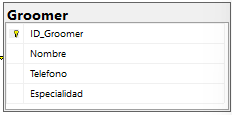 Groomer
ID_Groomer
Nombre
Telefono
Especialidad